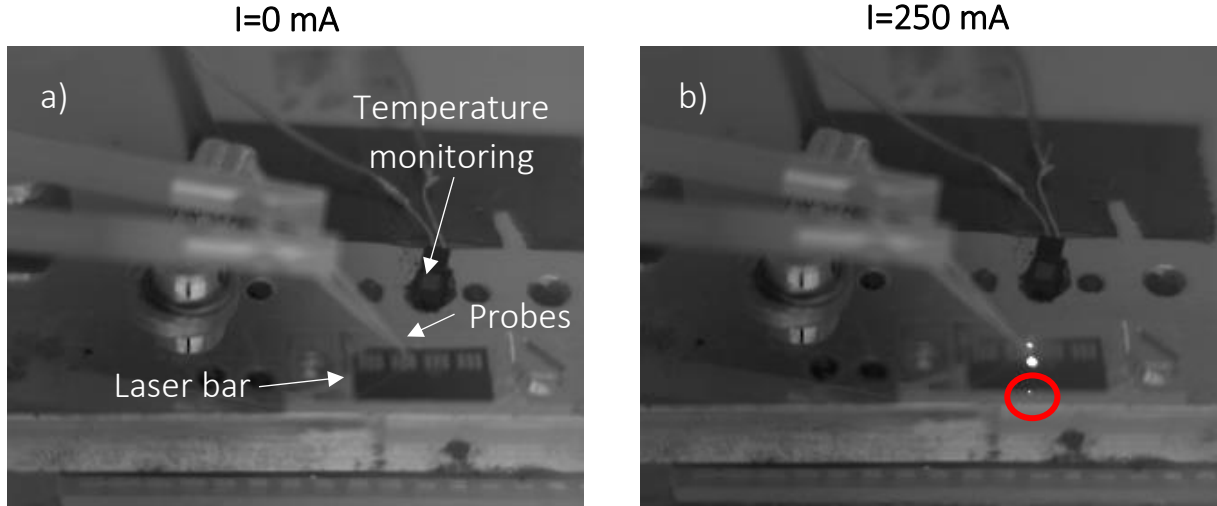 I=0 mA
I=250 mA
a)
b)
Temperature
monitoring
Probes
Laser bar